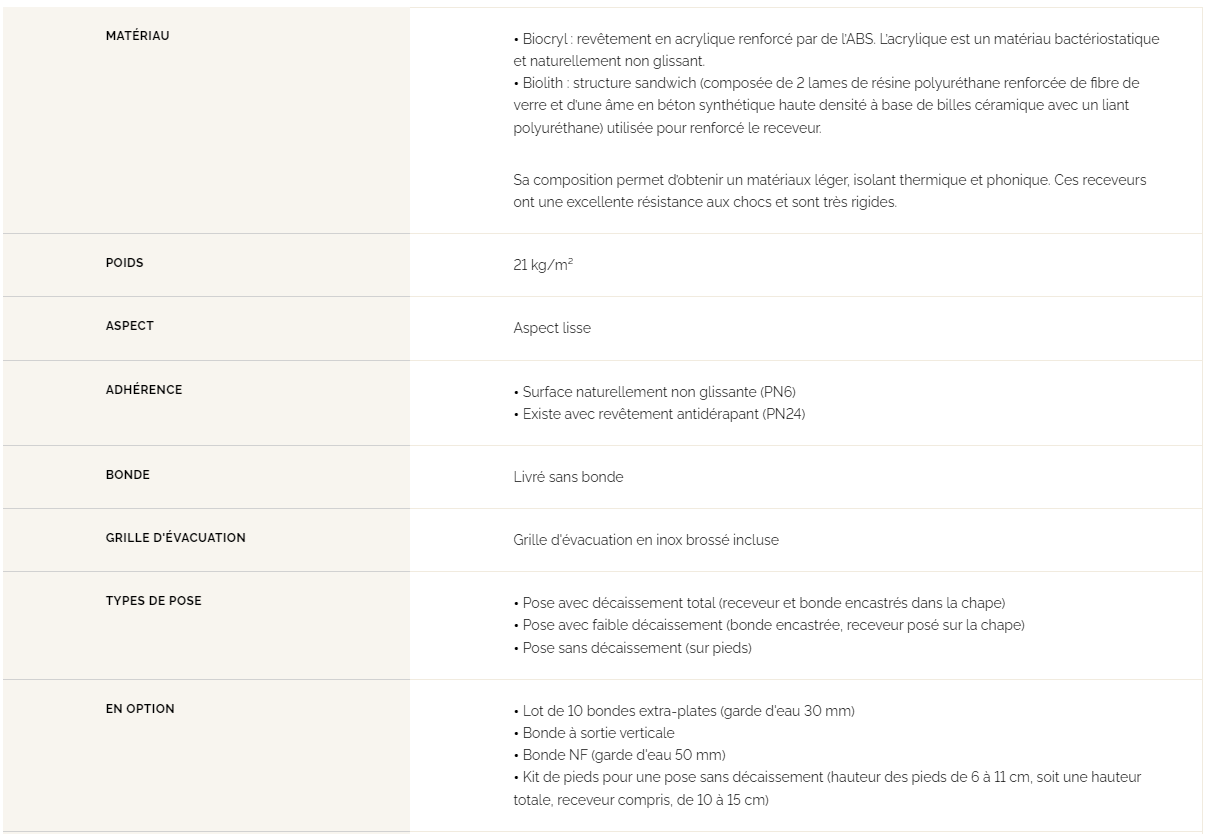 MATÉRIAU
• Biocryl : revêtement en acrylique renforcé par de l'ABS. L'acrylique est un matériau bactériostatique
et naturellement non glissant.
• Biolith : structure sandwich (composée de 2 lames de résine polyuréthane renforcée de fibre de
verre et d'une âme en béton synthétique haute densité à base de billes céramique avec un liant
polyuréthane) utilisée pour renforcé le receveur.
Sa composition permet d'obtenir un matériaux léger, isolant thermique et phonique. Ces receveurs
ont une excellente résistance aux chocs et sont très rigides.
POIDS
21 kg/m²
ASPECT
Aspect lisse
ADHÉRENCE
• Surface naturellement non glissante (PN6)
• Existe avec revêtement antidérapant (PN24)
BONDE
Livré sans bonde
GRILLE D'ÉVACUATION
Grille d'évacuation en inox brossé incluse
TYPES DE POSE
• Pose avec décaissement total (receveur et bonde encastrés dans la chape)
• Pose avec faible décaissement (bonde encastrée, receveur posé sur la chape)
• Pose sans décaissement (sur pieds)
EN OPTION
• Lot de 10 bondes extra-plates (garde d'eau 30 mm)
• Bonde à sortie verticale
• Bonde NF (garde d'eau 50 mm)
• Kit de pieds pour une pose sans décaissement (hauteur des pieds de 6 à 11 cm, soit une hauteur
totale, receveur compris, de 10 à 15 cm)